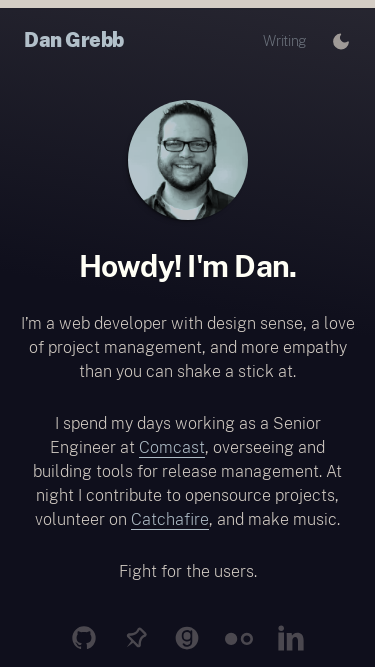 Dan Grebb
Writing
Howdy! I'm Dan.
I’m a web developer with design sense, a love
of project management, and more empathy
than you can shake a stick at.
I spend my days working as a Senior
Engineer at Comcast, overseeing and
building tools for release management. At
night I contribute to opensource projects,
volunteer on Catchafire, and make music.
Fight for the users.